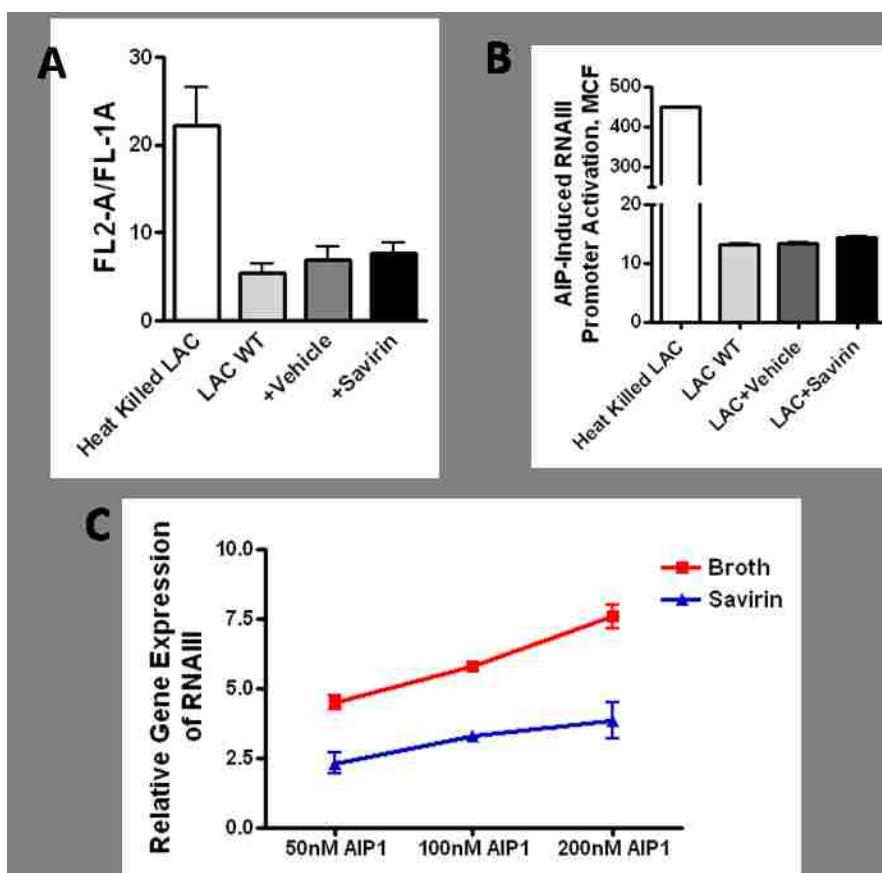 A
FL2-A/FL-1A
30
20
10
0
Heat Killed LAC
LAC WT
+Vehicle
+Savirin
B
AIP-Induced RNAIII
Promoter Activation, MCF
500
400
300
20
10
0
Heat Killed LAC
LAC WT
LAC+Vehicle
LAC+Savirin
C
Relative Gene Expression
of RNAIII
10.0
7.5
5.0
2.5
0.0
50nM AIP1
100nM AIP1
200nM AIP1
Broth
Savirin